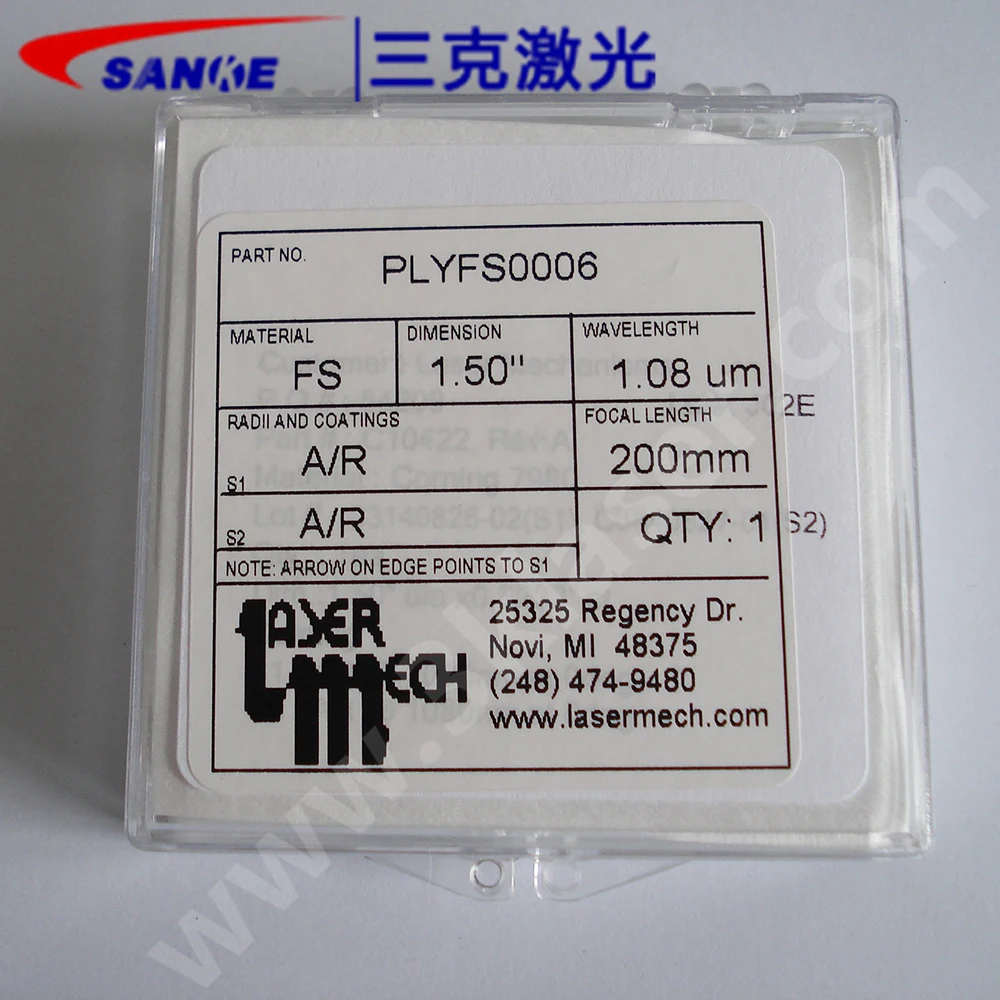 SANKE 三克激光
PART NO.
PLYFS0006
MATERIAL
FS
DIMENSION
1.50"
WAVELENGTH
1.08 um
RADII AND COATINGS
S1 A/R
FOCAL LENGTH
200mm
S2 A/R
QTY: 1
NOTE: ARROW ON EDGE POINTS TO S1
LASER MECH
25325 Regency Dr.
Novi, MI 48375
(248) 474-9480
www.lasermech.com
2E
S2)